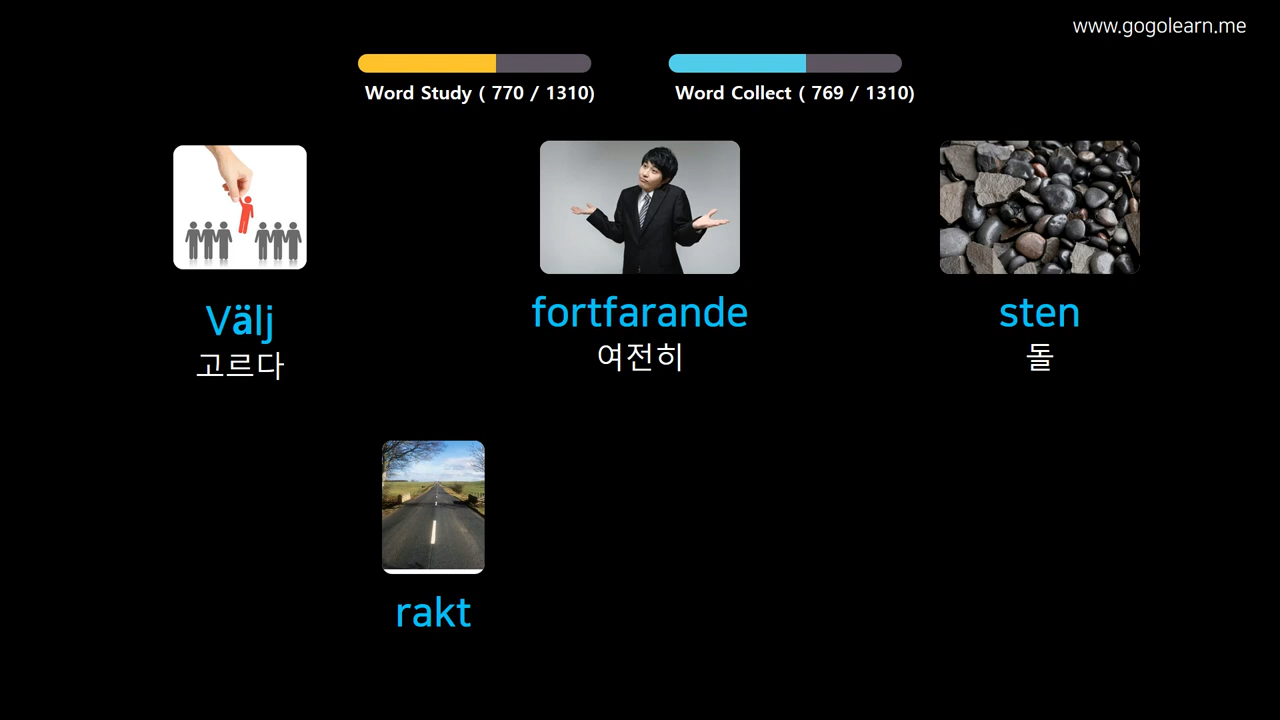 www.gogolearn.me
Word Study ( 770 / 1310)
Word Collect ( 769 / 1310)
Välj
고르다
fortfarande
여전히
sten
돌
rakt